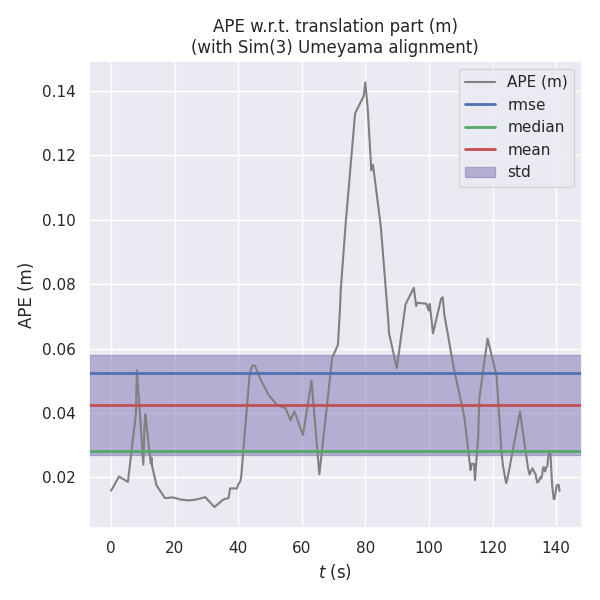 APE w.r.t. translation part (m)
(with Sim(3) Umeyama alignment)
APE (m)
rmse
median
mean
std
APE (m)
0.14
0.12
0.10
0.08
0.06
0.04
0.02
0 20 40 60 80 100 120 140
t (s)